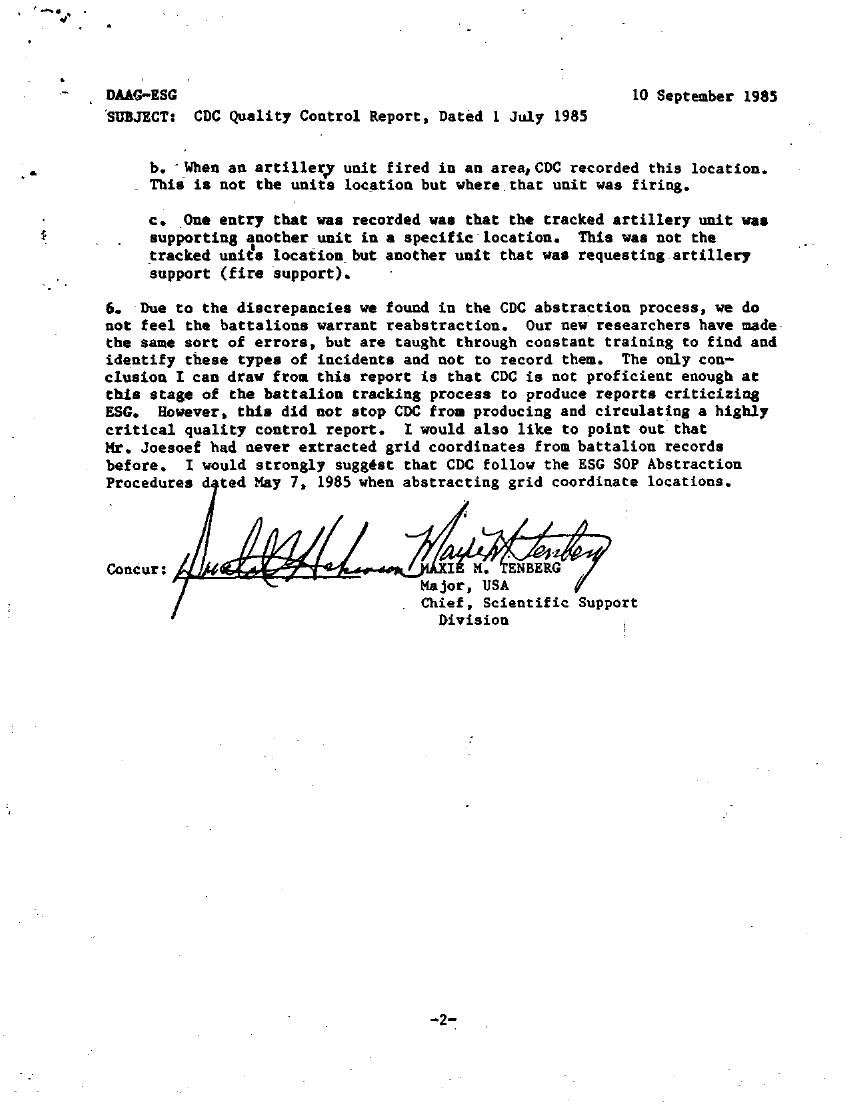 DAAG-ESG 10 September 1985
SUBJECT: CDC Quality Control Report, Dated 1 July 1985
b. When an artillery unit fired in an area, CDC recorded this location.
This is not the units location but where that unit was firing.
c. One entry that was recorded was that the tracked artillery unit was
supporting another unit in a specific location. This was not the
tracked unit's location but another unit that was requesting artillery
support (fire support).
6. Due to the discrepancies we found in the CDC abstraction process, we do
not feel the battalions warrant reabstraction. Our new researchers have made
the same sort of errors, but are taught through constant training to find and
identify these types of incidents and not to record them. The only con-
clusion I can draw from this report is that CDC is not proficient enough at
this stage of the battalion tracking process to produce reports criticizing
ESG. However, this did not stop CDC from producing and circulating a highly
critical quality control report. I would also like to point out that
Mr. Joesoef had never extracted grid coordinates from battalion records
before. I would strongly suggest that CDC follow the ESG SOP Abstraction
Procedures dated May 7, 1985 when abstracting grid coordinate locations.
Maxie M Tenberg
Concur: MAXIE M. TENBERG
Major, USA
Chief, Scientific Support
Division
-2-